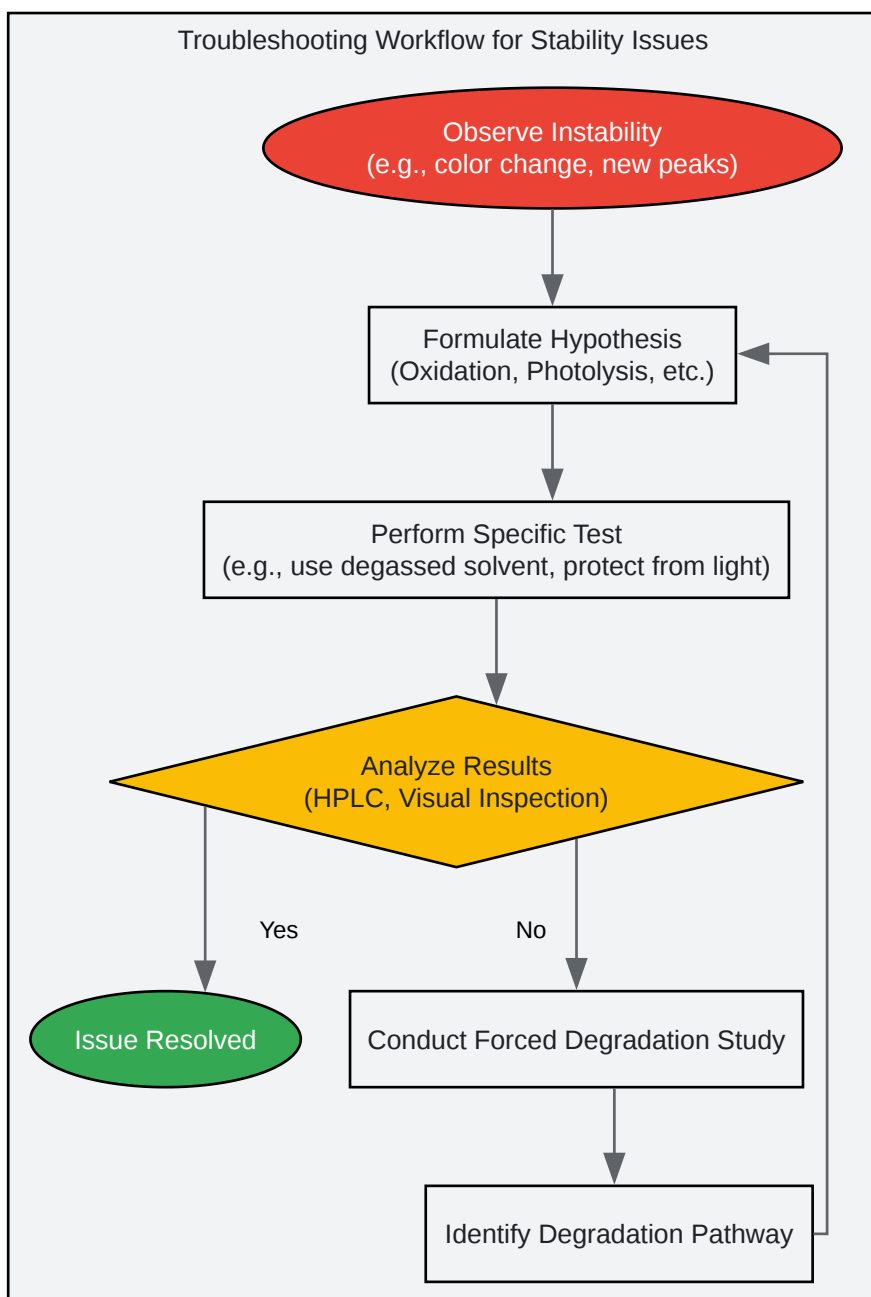 Troubleshooting Workflow for Stability Issues
Observe Instability
(e.g., color change, new peaks)
Formulate Hypothesis
(Oxidation, Photolysis, etc.)
Perform Specific Test
(e.g., use degassed solvent, protect from light)
Analyze Results
(HPLC, Visual Inspection)
Yes
No
Issue Resolved
Conduct Forced Degradation Study
Identify Degradation Pathway